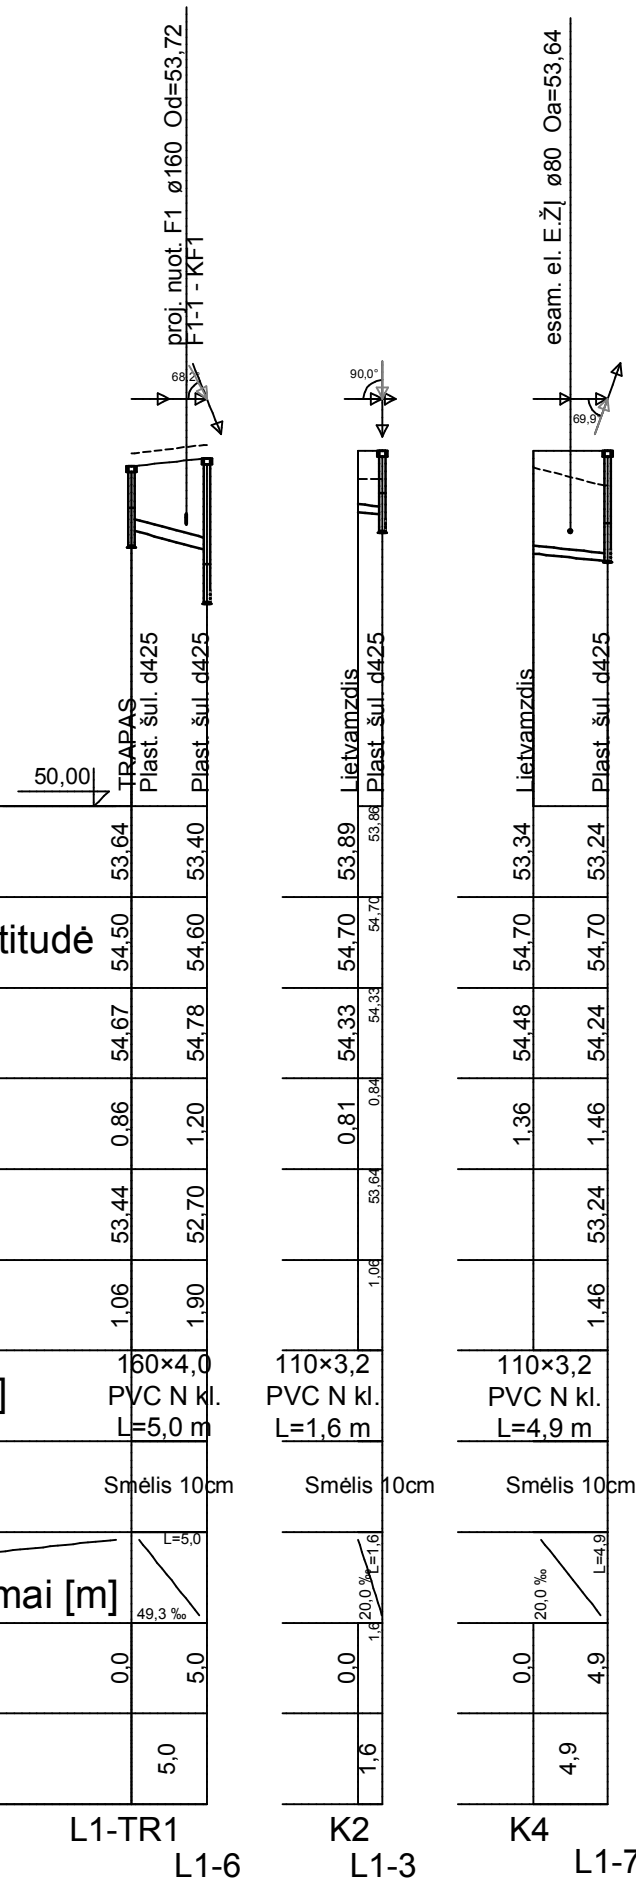 proj. nuot. F1 ø160 Od=53,72
F1-1 - KF1
esam. el. E.ŽĮ ø80 Oa=53,64
68,2°
90,0°
69,9°
TRAPAS
Plast. šul. d425
Plast. šul. d425
Lietvamzdis
Plast. šul. d425
Lietvamzdis
Plast. šul. d425
50,00
53,64 53,40 53,89 53,86 53,34 53,24
titudė 54,50 54,60 54,70 54,70 54,70 54,70
54,67 54,78 54,33 54,33 54,48 54,24
0,86 1,20 0,81 0,84 1,36 1,46
53,44 52,70 53,64 53,24
1,06 1,90 1,06 1,46
160×4,0 110×3,2 110×3,2
] PVC N kl. PVC N kl. PVC N kl.
L=5,0 m L=1,6 m L=4,9 m
Smėlis 10cm Smėlis 10cm Smėlis 10cm
L=5,0 L=1,6 L=4,9
mai [m] 49,3 ‰ 20,0 ‰ 20,0 ‰
0,0 5,0 0,0 1,6 0,0 4,9
5,0 1,6 4,9
L1-TR1 K2 K4
L1-6 L1-3 L1-7